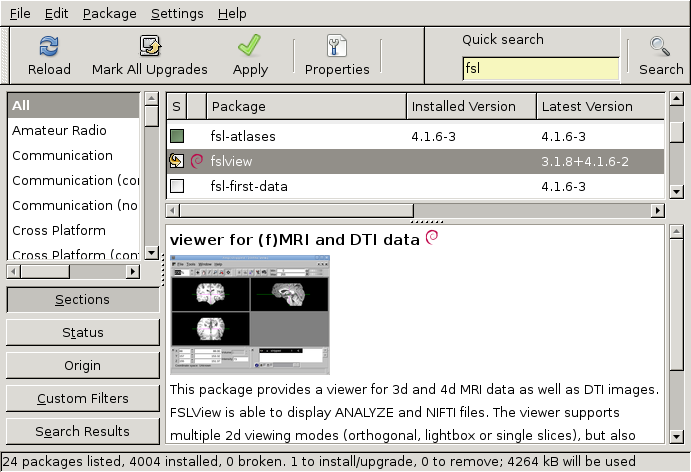 File Edit Package Settings Help
Reload Mark All Upgrades Apply Properties Quick search fsl Search
All
Amateur Radio
Communication
Communication (co
Communication (no
Cross Platform
Cross Platform (con
Sections
Status
Origin
Custom Filters
Search Results
S Package Installed Version Latest Version
fsl-atlases 4.1.6-3 4.1.6-3
fslview 3.1.8+4.1.6-2
fsl-first-data 4.1.6-3
viewer for (f)MRI and DTI data
File Tools Window Help
This package provides a viewer for 3d and 4d MRI data as well as DTI images.
FSLView is able to display ANALYZE and NIFTI files. The viewer supports
multiple 2d viewing modes (orthogonal, lightbox or single slices), but also
24 packages listed, 4004 installed, 0 broken. 1 to install/upgrade, 0 to remove; 4264 kB will be used